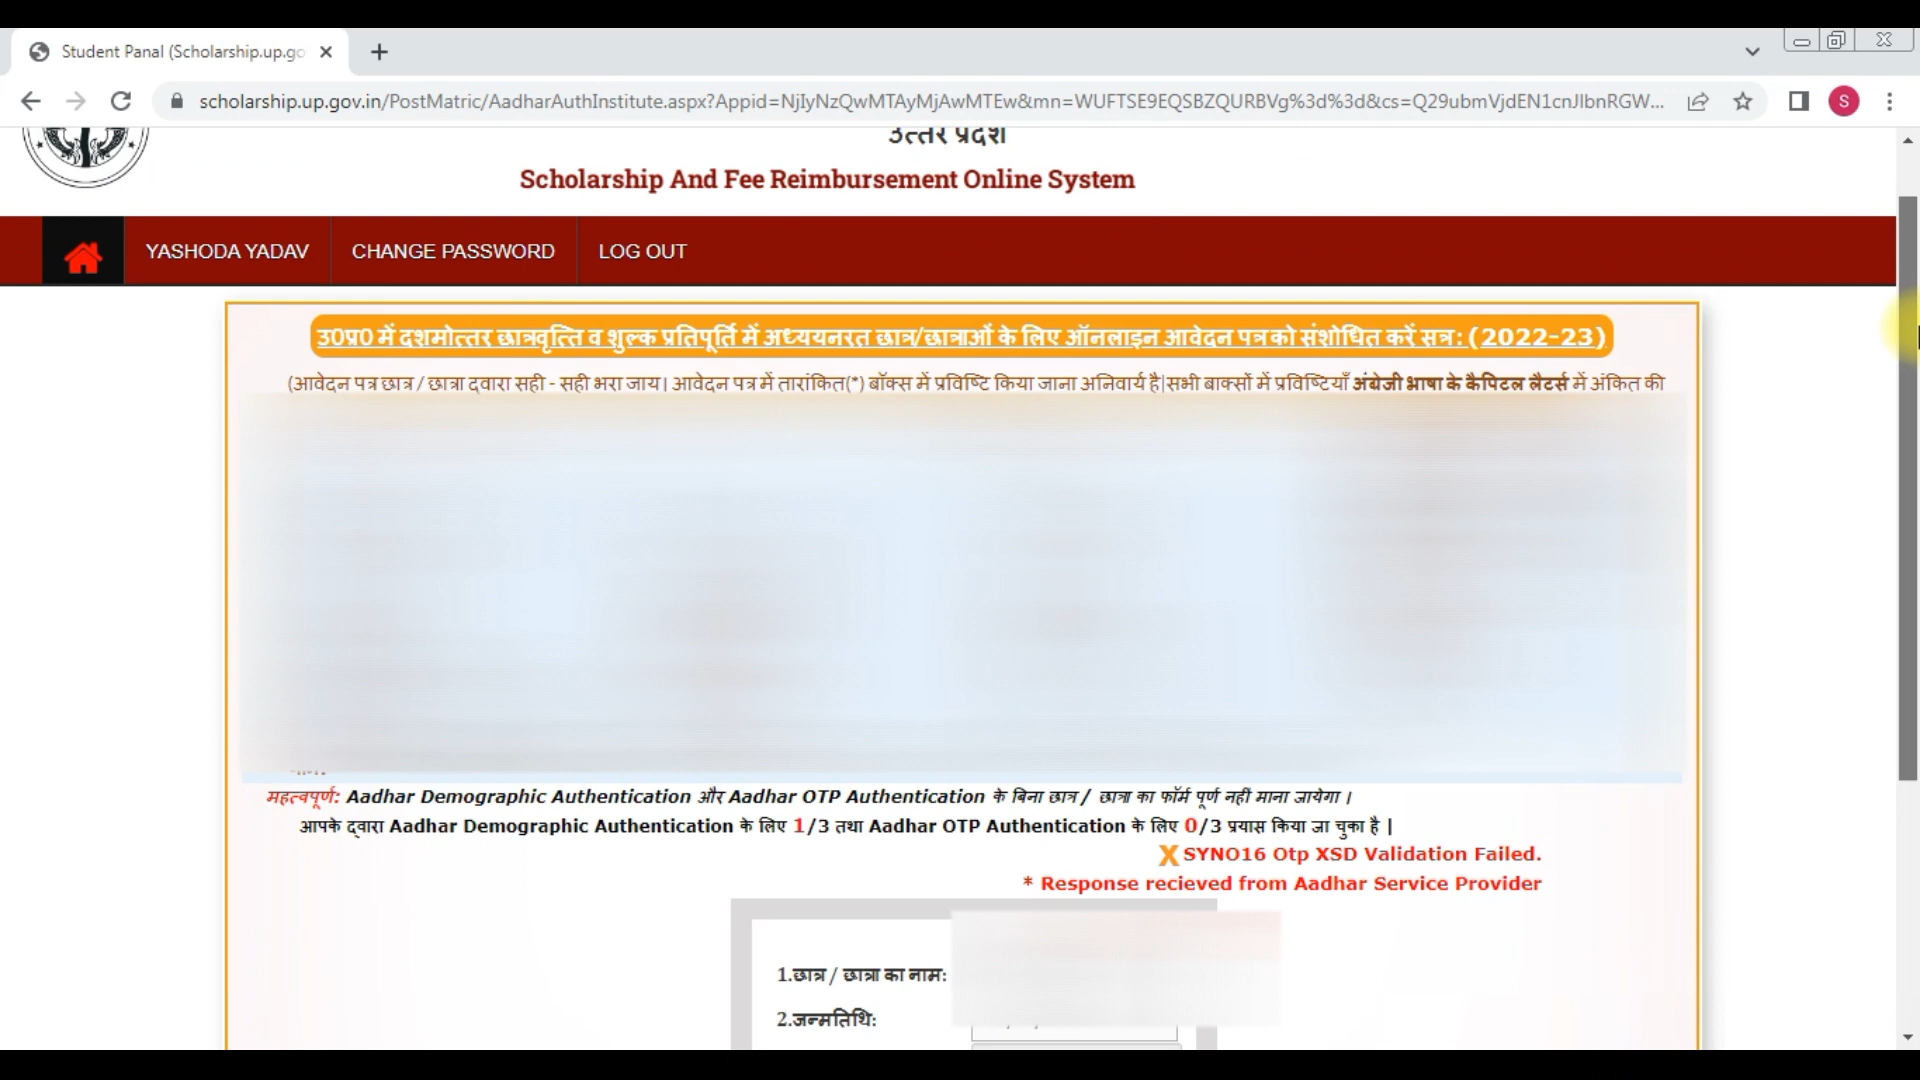 Student Panal (Scholarship.up.go
scholarship.up.gov.in/PostMatric/AadharAuthInstitute.aspx?Appid=NjIyNzQwMTAyMjAwMTEw&mn=WUFTSE9EQSBZQURBVg%3d%3d&cs=Q29ubmVjdEN1cnJlbnRGW...
S
उत्तर प्रदेश
Scholarship And Fee Reimbursement Online System
YASHODA YADAV CHANGE PASSWORD LOG OUT
उ0प्र0 में दशमोत्तर छात्रवृत्ति व शुल्क प्रतिपूर्ति में अध्ययनरत छात्र/छात्राओं के लिए ऑनलाइन आवेदन पत्र को संशोधित करें सत्र: (2022-23)
(आवेदन पत्र छात्र / छात्रा द्वारा सही - सही भरा जाय। आवेदन पत्र में तारांकित(*) बॉक्स में प्रविष्टि किया जाना अनिवार्य है|सभी बाक्सों में प्रविष्टियाँ अंग्रेजी भाषा के कैपिटल लैटर्स में अंकित की
महत्वपूर्ण: Aadhar Demographic Authentication और Aadhar OTP Authentication के बिना छात्र / छात्रा का फॉर्म पूर्ण नहीं माना जायेगा ।
आपके द्वारा Aadhar Demographic Authentication के लिए 1/3 तथा Aadhar OTP Authentication के लिए 0/3 प्रयास किया जा चुका है |
X SYNO16 Otp XSD Validation Failed.
* Response recieved from Aadhar Service Provider
1.छात्र / छात्रा का नाम:
2.जन्मतिथि: